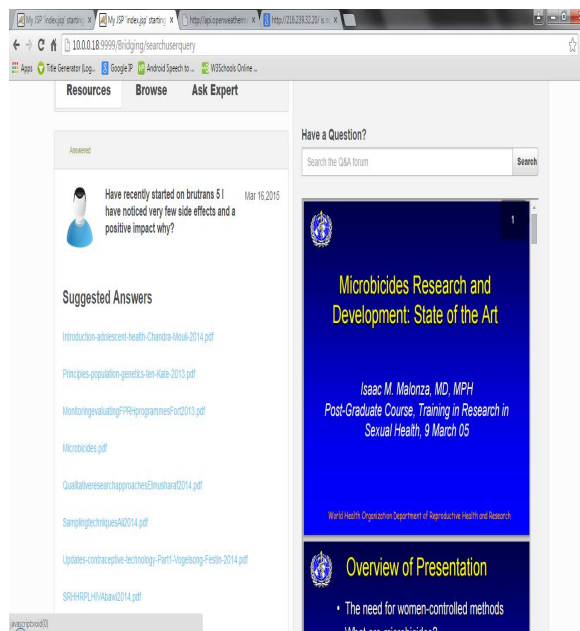 My JSP 'index.jsp' starting
My JSP 'index.jsp' starting
http://api.openweatherm
http://216.239.32.20/ is n
10.0.0.18:9999/Bridging/searchuserquery
Apps
Title Generator (Log...
Google IP
Android Speech to ...
W3Schools Online ...
Resources Browse Ask Expert
Answered
Have recently started on brutrans 5 I
have noticed very few side effects and a
positive impact why?
Mar 16,2015
Suggested Answers
Introduction-adolescent-health-Chandra-Mouli-2014.pdf
Principles-population-genetics-ten-Kate-2013.pdf
MonitoringevaluatingFPRHprogrammesFort2013.pdf
Microbicides.pdf
QualitativeresearchapproachesElmusharaf2014.pdf
SamplingtechniquesAli2014.pdf
Updates-contraceptive-technology-Part1-Vogelsong-Festin-2014.pdf
SRHHRPLHIVAbawi2014.pdf
javascript:void(0)
Have a Question?
Search the Q&A forum
Search
1
Microbicides Research and
Development: State of the Art
Isaac M. Malonza, MD, MPH
Post-Graduate Course, Training in Research in
Sexual Health, 9 March 05
World Health Organization Department of Reproductive Health and Research
Overview of Presentation
• The need for women-controlled methods
What are microbicides?